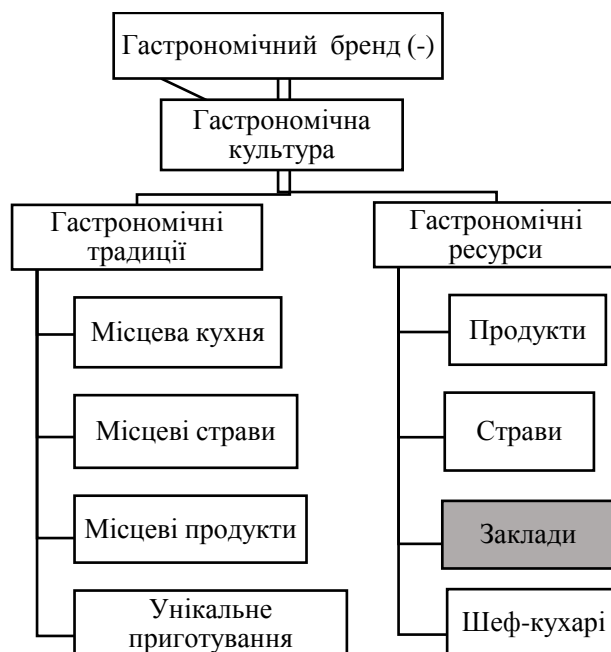 Гастрономічний бренд (-)
Гастрономічна
культура
Гастрономічні
традиції
Гастрономічні
ресурси
Місцева кухня
Місцеві страви
Місцеві продукти
Унікальне
приготування
Продукти
Страви
Заклади
Шеф-кухарі